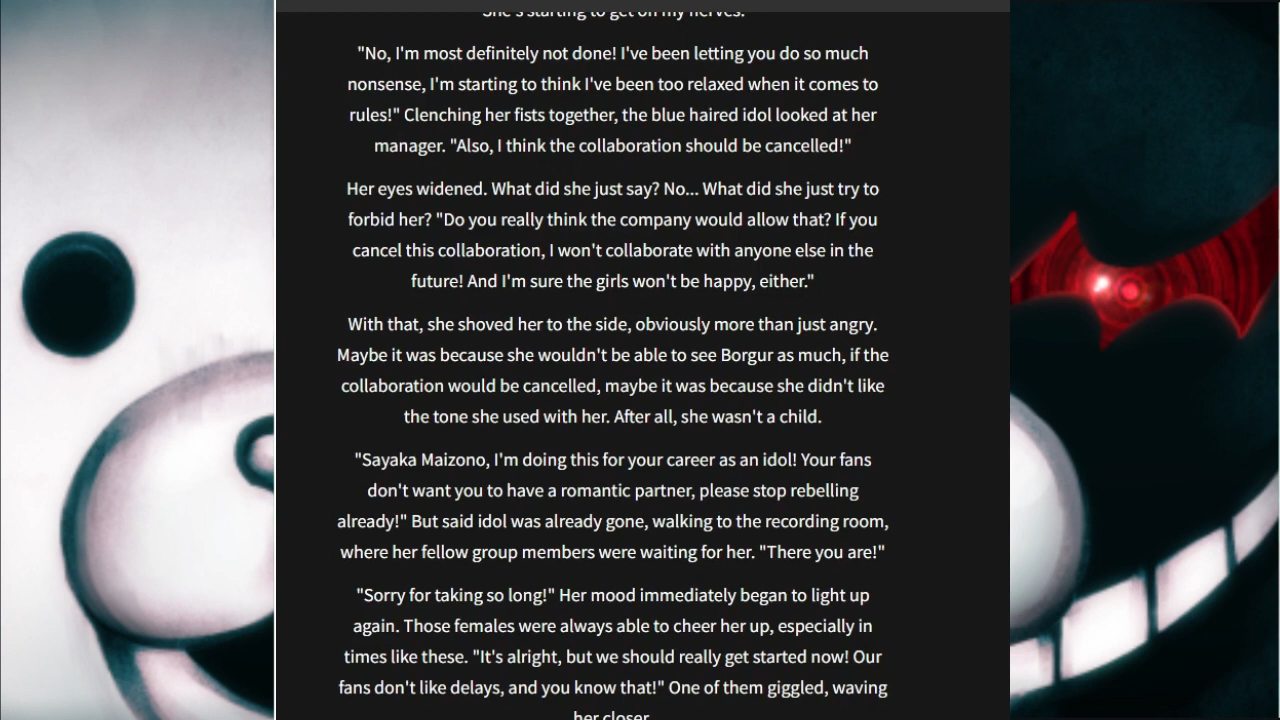 She's starting to get on my nerves.
"No, I'm most definitely not done! I've been letting you do so much
nonsense, I'm starting to think I've been too relaxed when it comes to
rules!" Clenching her fists together, the blue haired idol looked at her
manager. "Also, I think the collaboration should be cancelled!"
Her eyes widened. What did she just say? No... What did she just try to
forbid her? "Do you really think the company would allow that? If you
cancel this collaboration, I won't collaborate with anyone else in the
future! And I'm sure the girls won't be happy, either."
With that, she shoved her to the side, obviously more than just angry.
Maybe it was because she wouldn't be able to see Borgur as much, if the
collaboration would be cancelled, maybe it was because she didn't like
the tone she used with her. After all, she wasn't a child.
"Sayaka Maizono, I'm doing this for your career as an idol! Your fans
don't want you to have a romantic partner, please stop rebelling
already!" But said idol was already gone, walking to the recording room,
where her fellow group members were waiting for her. "There you are!"
"Sorry for taking so long!" Her mood immediately began to light up
again. Those females were always able to cheer her up, especially in
times like these. "It's alright, but we should really get started now! Our
fans don't like delays, and you know that!" One of them giggled, waving
her closer.